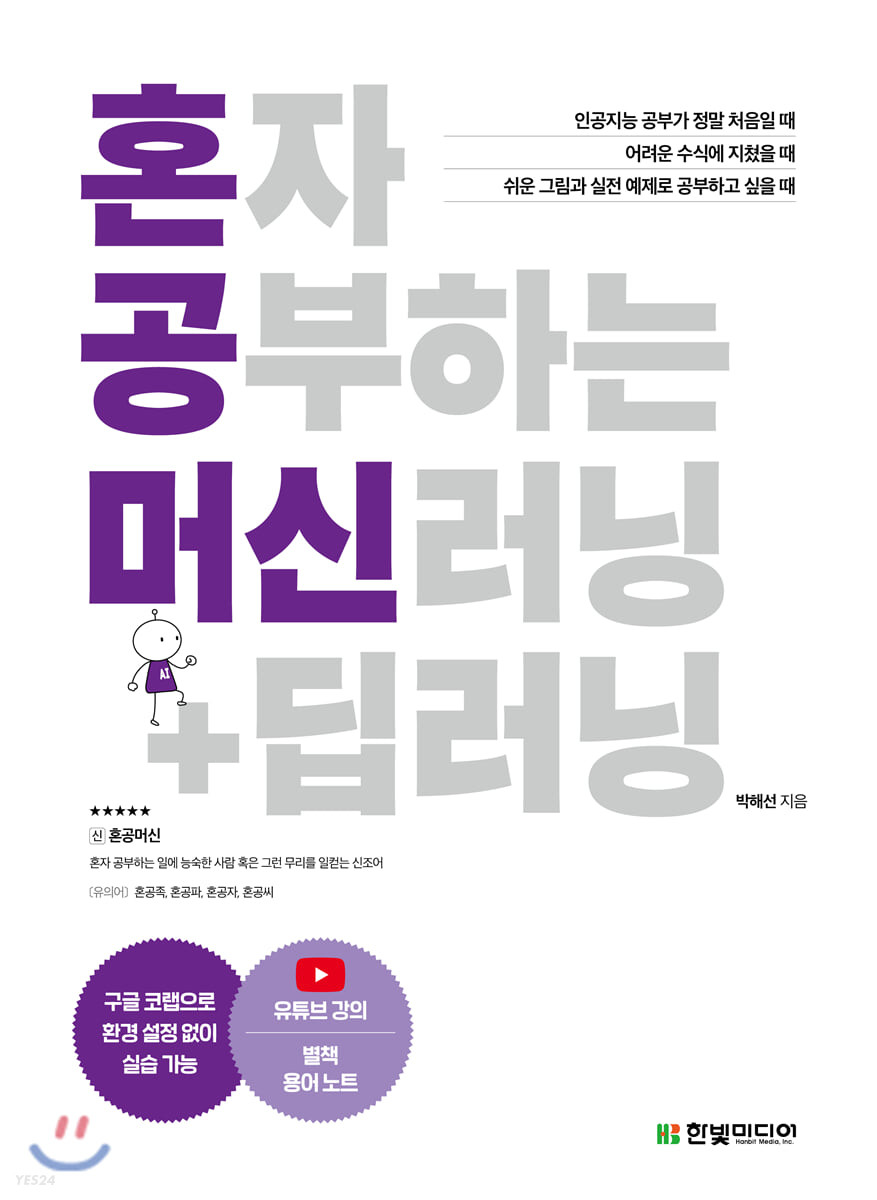 혼자
공부하는
머신러닝
+딥러닝
인공지능 공부가 정말 처음일 때
어려운 수식에 지쳤을 때
쉬운 그림과 실전 예제로 공부하고 싶을 때
AI
박해선 지음
★★★★★
신 혼공머신
혼자 공부하는 일에 능숙한 사람 혹은 그런 무리를 일컫는 신조어
[유의어] 혼공족, 혼공파, 혼공자, 혼공씨
구글 코랩으로
환경 설정 없이
실습 가능
유튜브 강의
별책
용어 노트
HB 한빛미디어
Hanbit Media, Inc.
YES24